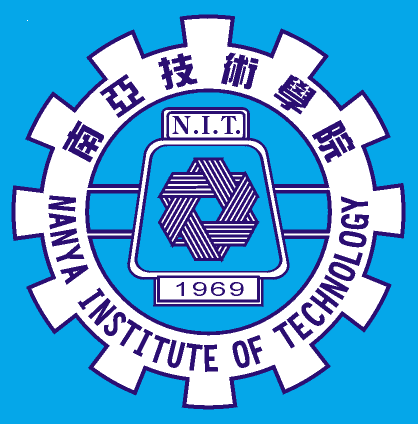 南亞技術學院
N.I.T.
1969
NANYA INSTITUTE OF TECHNOLOGY